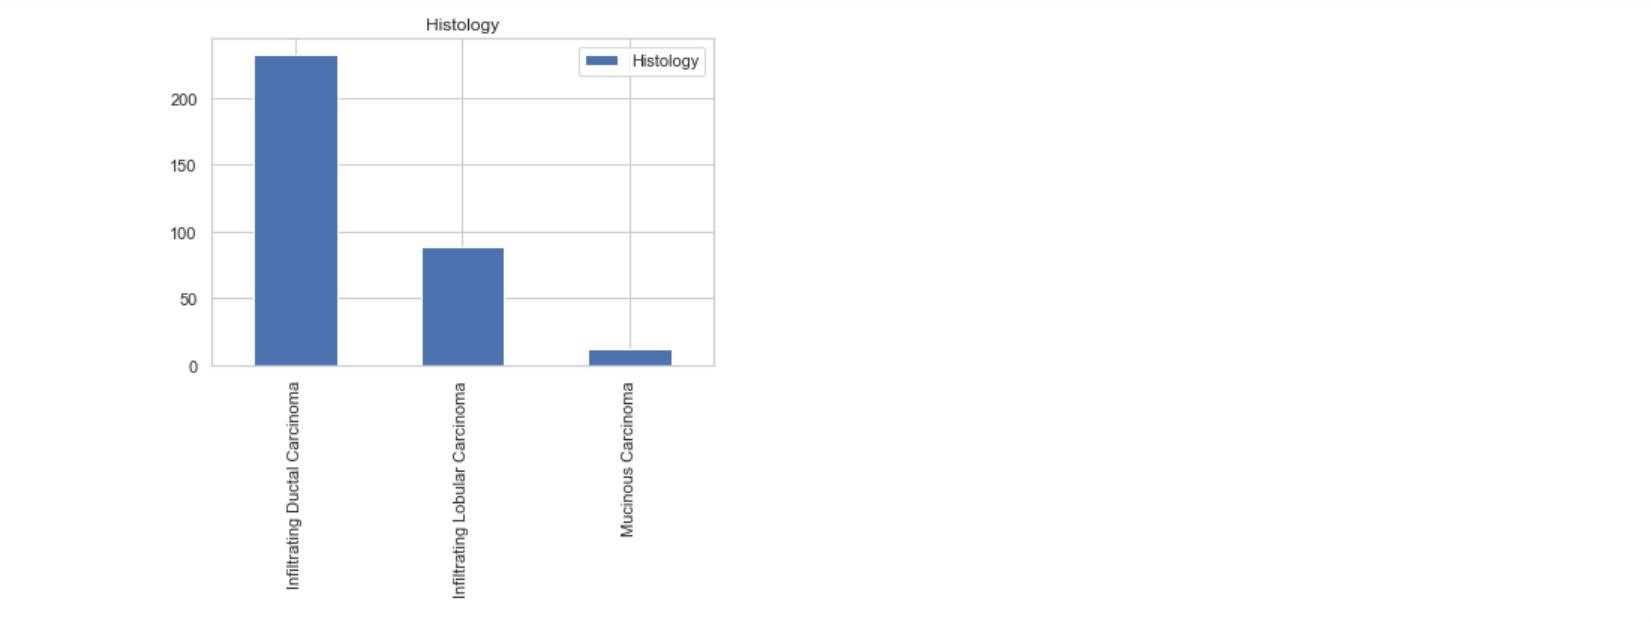 Histology
Histology
200
150
100
50
0
Infiltrating Ductal Carcinoma
Infiltrating Lobular Carcinoma
Mucinous Carcinoma